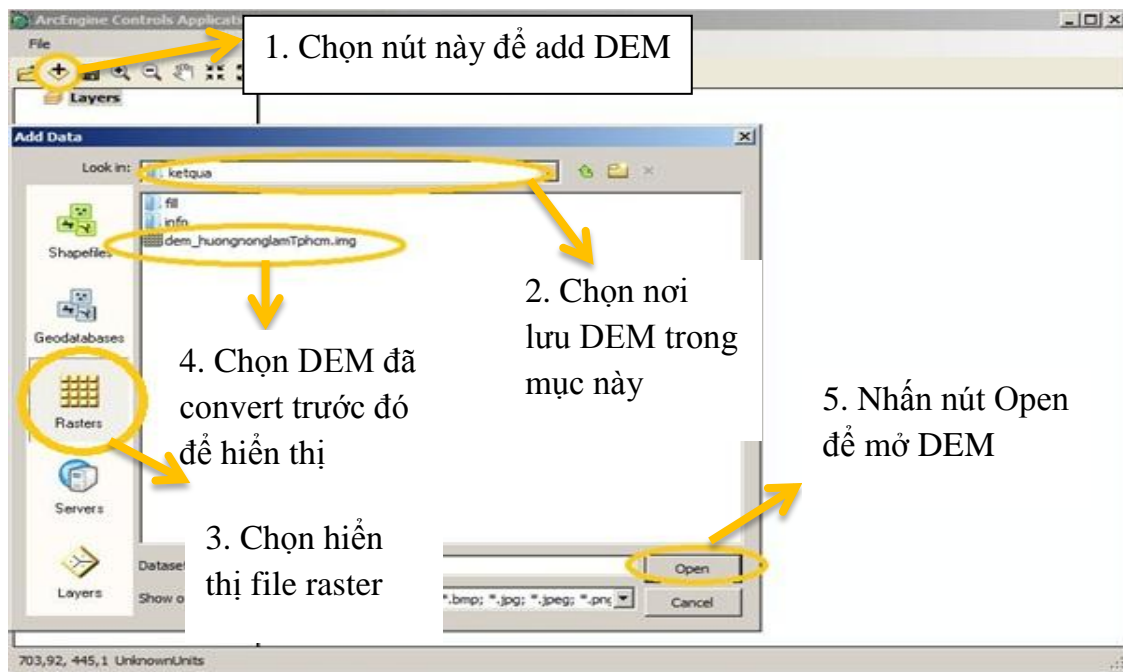 ArcEngine Controls
1. Chọn nút này để add DEM
File
Layers
Add Data
Look in:
ketqua
fill
info
dem_huongnonglamTphcm.img
Shapefiles
Geodatabases
Rasters
Servers
Layers
2. Chọn nơi
lưu DEM trong
mục này
4. Chọn DEM đã
convert trước đó
để hiển thị
5. Nhấn nút Open
để mở DEM
3. Chọn hiển
thị file raster
Open
*.bmp; *.jpg; *.jpeg;
Cancel
703,92, 445,1 UnknownUnits